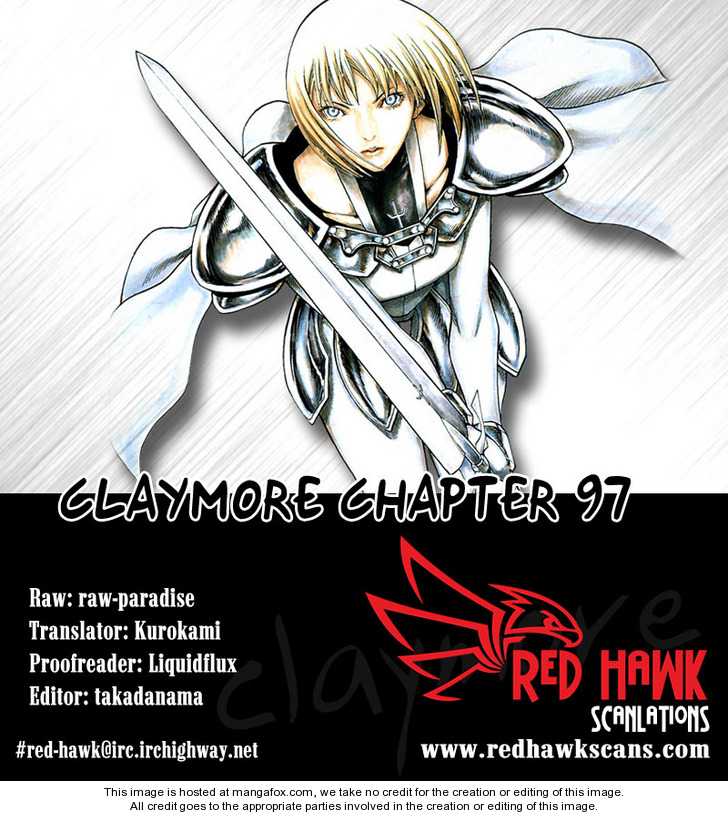 CLAYMORE CHAPTER 97
Raw: raw-paradise
Translator: Kurokami
Proofreader: Liquidflux
Editor: takadanama
claymore
RED HAWK
SCANLATIONS
#red-hawk@irc.irchighway.net
www.redhawkscans.com
This image is hosted at mangafox.com, we take no credit for the creation or editing of this image.
All credit goes to the appropriate parties involved in the creation or editing of this image.